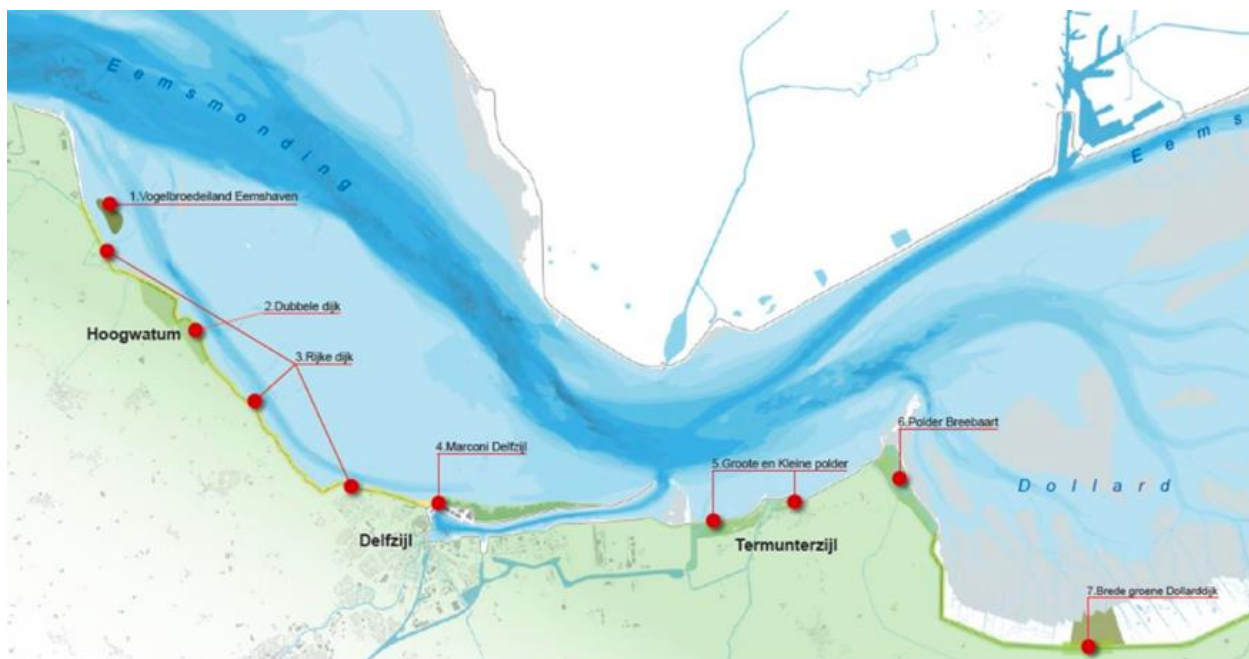 Eemsmonding
Eems
1.Vogelbroedeiland Eemshaven
2.Dubbele dijk
Hoogwatum
3.Rijke dijk
4.Marconi Delfzijl
6.Polder Breebaart
5.Groote en Kleine polder
Dollard
Delfzijl
Termunterzijl
7.Brede groene Dollarddijk